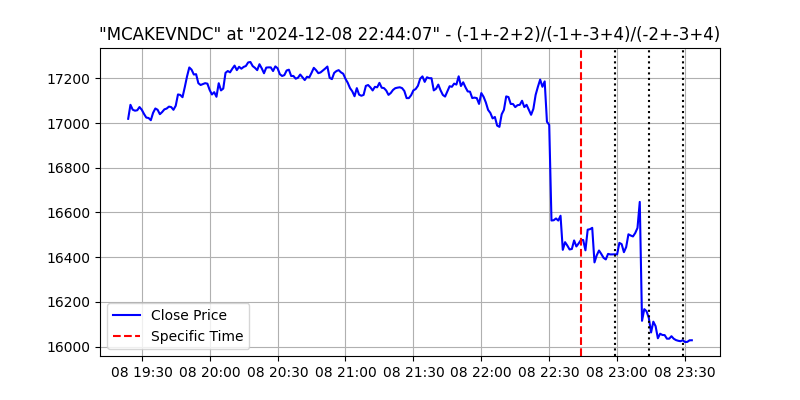 "MCAKEVNDC" at "2024-12-08 22:44:07" - (-1+-2+2)/(-1+-3+4)/(-2+-3+4)
17200
17000
16800
16600
16400
16200
16000
Close Price
Specific Time
08 19:30 08 20:00 08 20:30 08 21:00 08 21:30 08 22:00 08 22:30 08 23:00 08 23:30